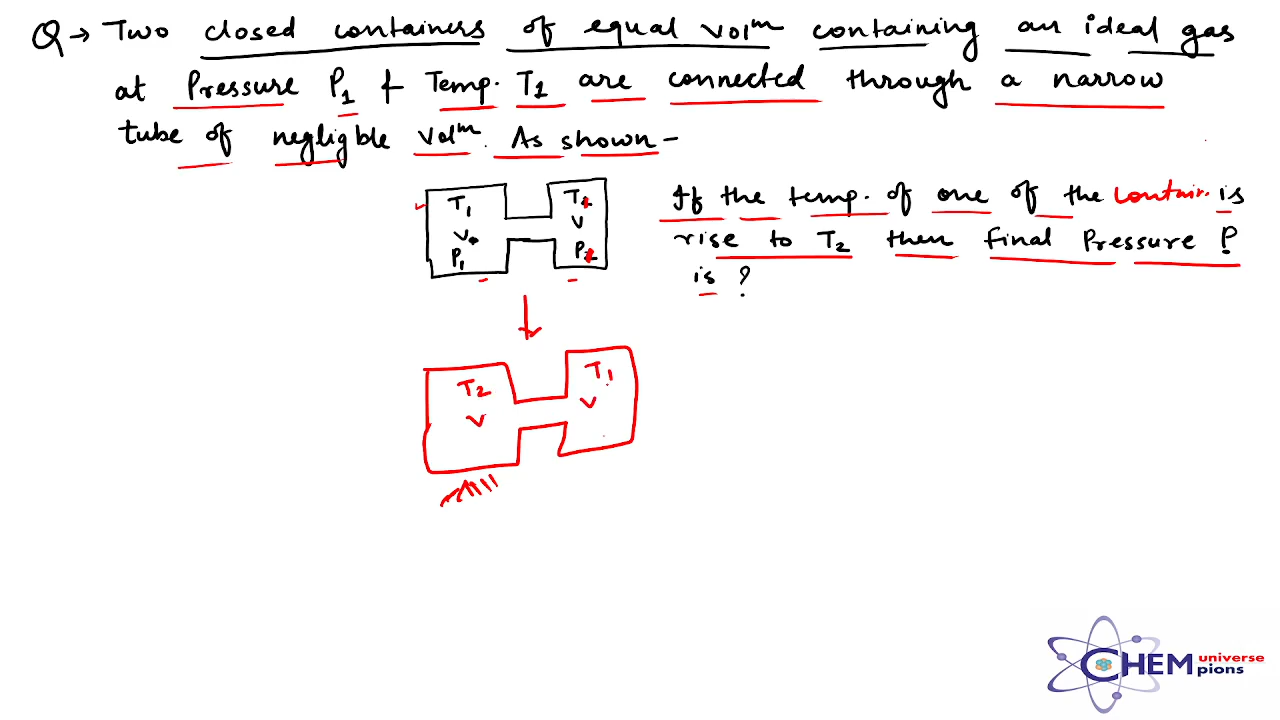 Q → Two closed containers of equal volᵐ containing an ideal gas
at Pressure P₁ & Temp. T₁ are connected through a narrow
tube of negligble volᵐ. As shown -
T₁ V P₁
T₁ V P₁
If the temp. of one of the contair. is
rise to T₂ then final Pressure P
is ?
T₂ V
T₁ V
CHEM universe
pions